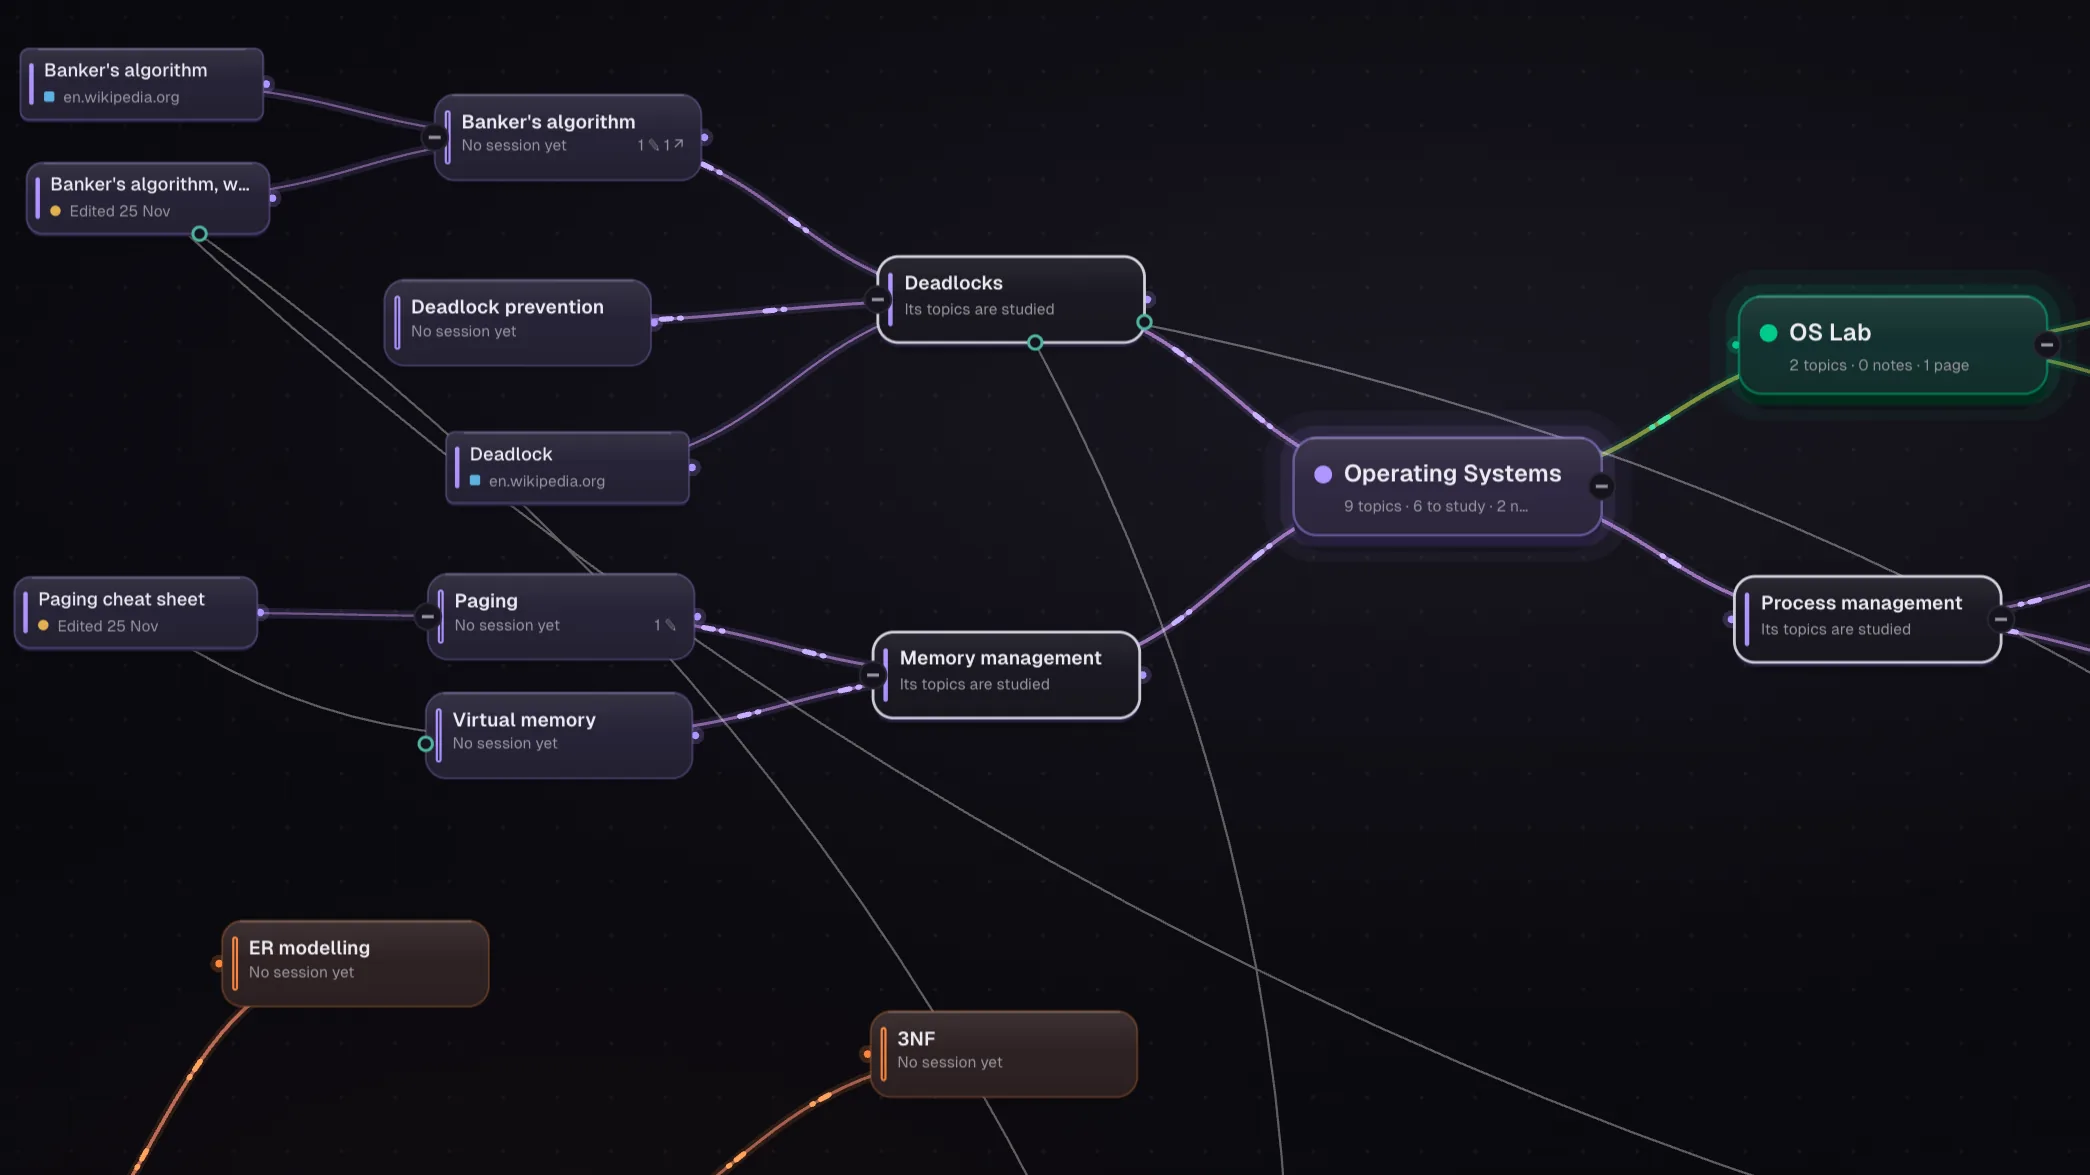 Banker's algorithm
en.wikipedia.org
Banker's algorithm
No session yet
1 1
Banker's algorithm, w...
Edited 25 Nov
Deadlock prevention
No session yet
Deadlocks
Its topics are studied
OS Lab
2 topics · 0 notes · 1 page
Deadlock
en.wikipedia.org
Operating Systems
9 topics · 6 to study · 2 n...
Paging cheat sheet
Edited 25 Nov
Paging
No session yet
1
Process management
Its topics are studied
Memory management
Its topics are studied
Virtual memory
No session yet
ER modelling
No session yet
3NF
No session yet